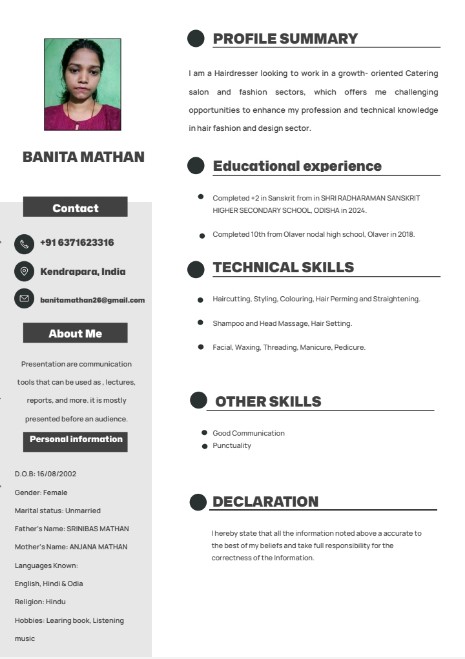 BANITA MATHAN
Contact
+91 6371623316
Kendrapara, India
banitamathan26@gmail.com
About Me
Presentation are communication
tools that can be used as , lectures,
reports, and more. it is mostly
presented before an audience.
Personal information
D.O.B: 16/08/2002
Gender: Female
Marital status: Unmarried
Father's Name: SRINIBAS MATHAN
Mother's Name: ANJANA MATHAN
Languages Known:
English, Hindi & Odia
Religion: Hindu
Hobbies: Learing book, Listening
music
PROFILE SUMMARY
I am a Hairdresser looking to work in a growth- oriented Catering
salon and fashion sectors, which offers me challenging
opportunities to enhance my profession and technical knowledge
in hair fashion and design sector.
Educational experience
Completed +2 in Sanskrit from in SHRI RADHARAMAN SANSKRIT
HIGHER SECONDARY SCHOOL, ODISHA in 2024.
Completed 10th from Olaver nodal high school, Olaver in 2018.
TECHNICAL SKILLS
Haircutting, Styling, Colouring, Hair Perming and Straightening.
Shampoo and Head Massage, Hair Setting.
Facial, Waxing, Threading, Manicure, Pedicure.
OTHER SKILLS
Good Communication
Punctuality
DECLARATION
I hereby state that all the information noted above a accurate to
the best of my beliefs and take full responsibility for the
correctness of the Information.